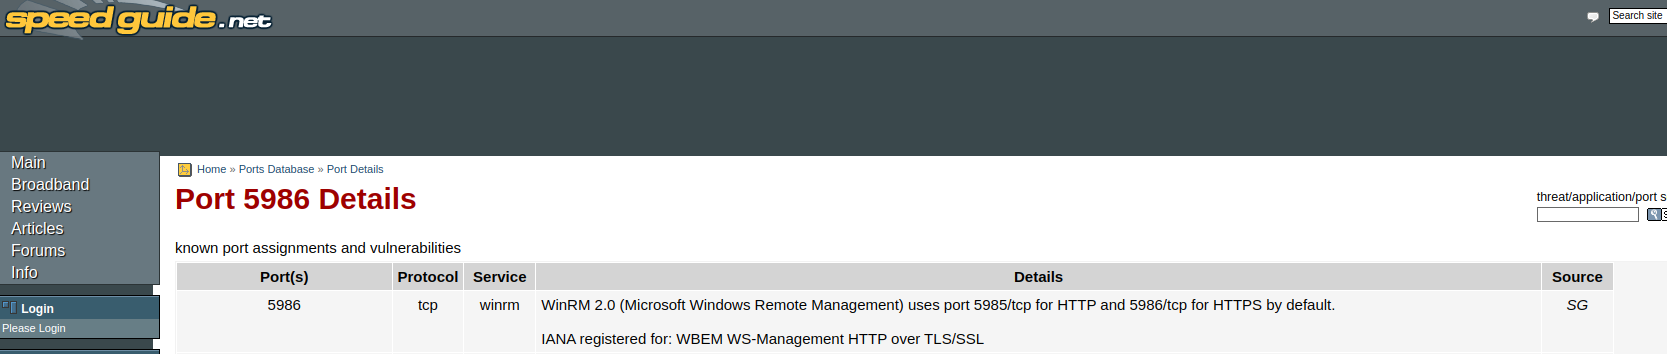 speedguide.net
Search site
Main
Broadband
Reviews
Articles
Forums
Info
Login
Please Login
Home » Ports Database » Port Details
Port 5986 Details
threat/application/port s
known port assignments and vulnerabilities
Port(s) Protocol Service Details Source
5986 tcp winrm WinRM 2.0 (Microsoft Windows Remote Management) uses port 5985/tcp for HTTP and 5986/tcp for HTTPS by default. SG
IANA registered for: WBEM WS-Management HTTP over TLS/SSL